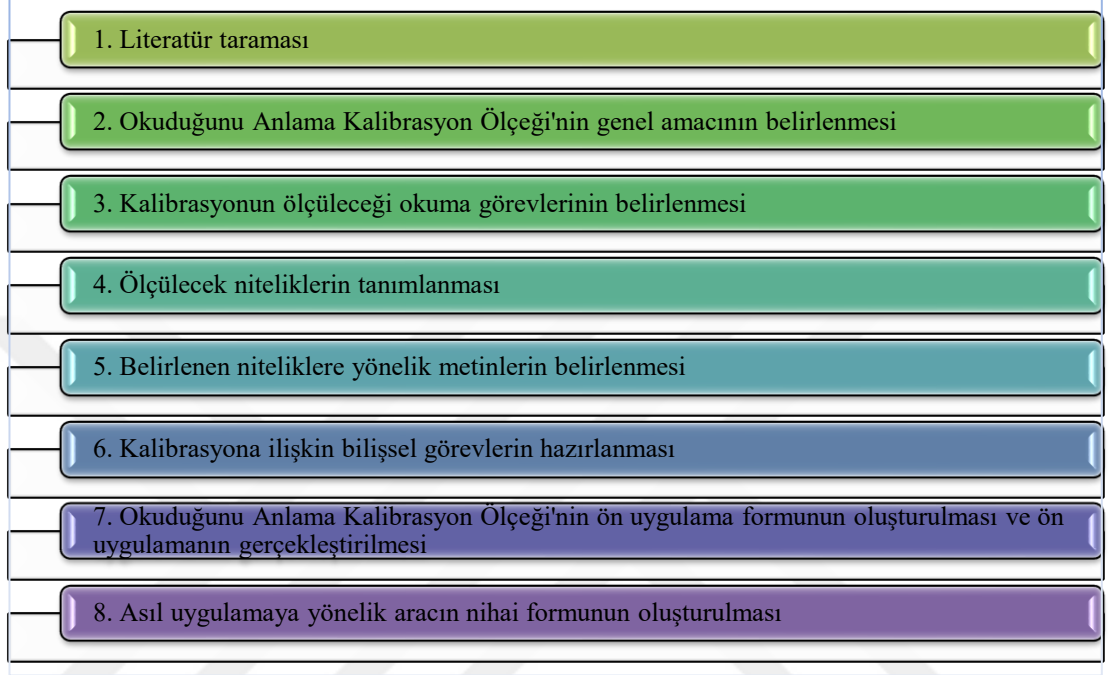 1. Literatür taraması
2. Okuduğunu Anlama Kalibrasyon Ölçeği'nin genel amacının belirlenmesi
3. Kalibrasyonun ölçüleceği okuma görevlerinin belirlenmesi
4. Ölçülecek niteliklerin tanımlanması
5. Belirlenen niteliklere yönelik metinlerin belirlenmesi
6. Kalibrasyona ilişkin bilişsel görevlerin hazırlanması
7. Okuduğunu Anlama Kalibrasyon Ölçeği'nin ön uygulama formunun oluşturulması ve ön
uygulamanın gerçekleştirilmesi
8. Asıl uygulamaya yönelik aracın nihai formunun oluşturulması